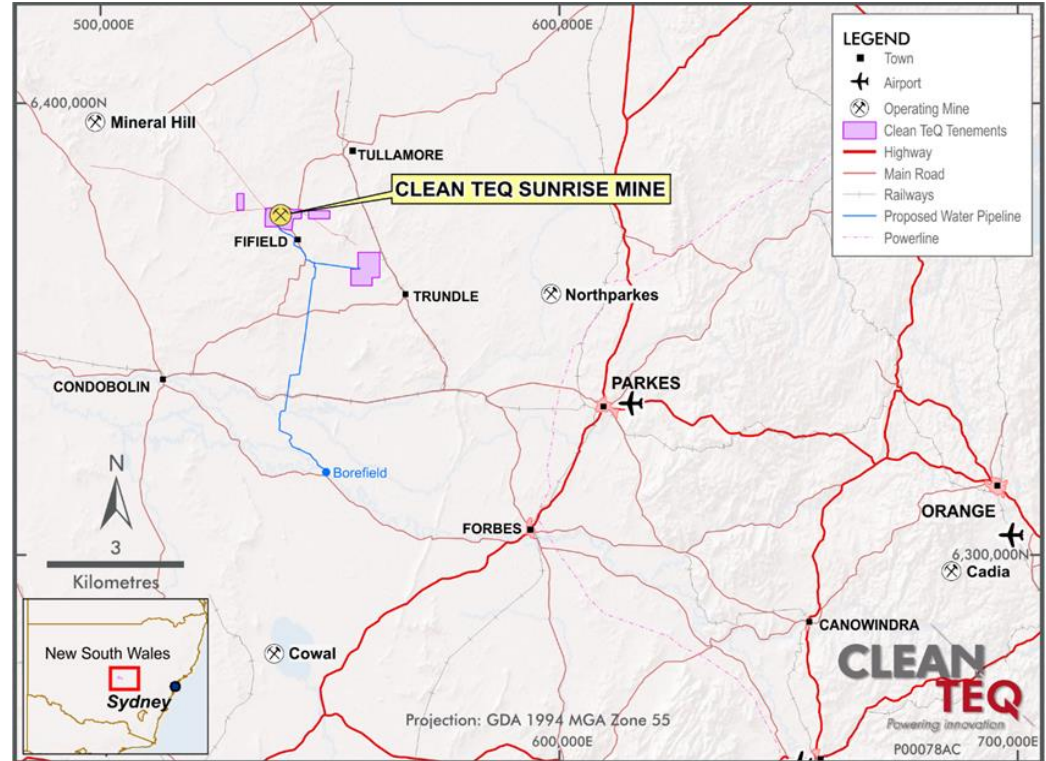 500,000E
600,000E
LEGEND
Town
Airport
Operating Mine
Clean TeQ Tenements
Highway
Main Road
Railways
Proposed Water Pipeline
Powerline
6,400,000N
Mineral Hill
TULLAMORE
CLEAN TEQ SUNRISE MINE
FIFIELD
TRUNDLE
Northparkes
CONDOBOLIN
PARKES
Borefield
N
3
Kilometres
FORBES
ORANGE
6,300,000N
Cadia
CANOWINDRA
Cowal
New South Wales
Sydney
CLEAN
TEQ
Powering innovation
Projection: GDA 1994 MGA Zone 55
600,000E
P00078AC
700,000E